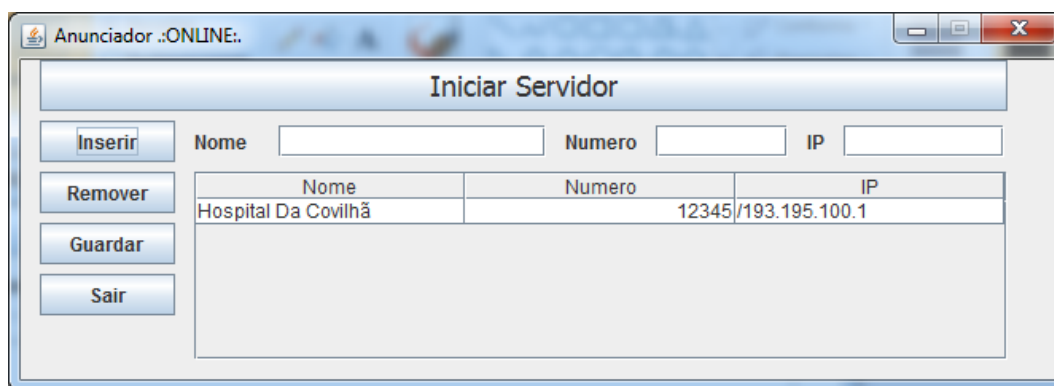 Anunciador .:ONLINE:.
Iniciar Servidor
Inserir Nome Numero IP
Remover Nome Numero IP
Hospital Da Covilhã 12345 /193.195.100.1
Guardar
Sair